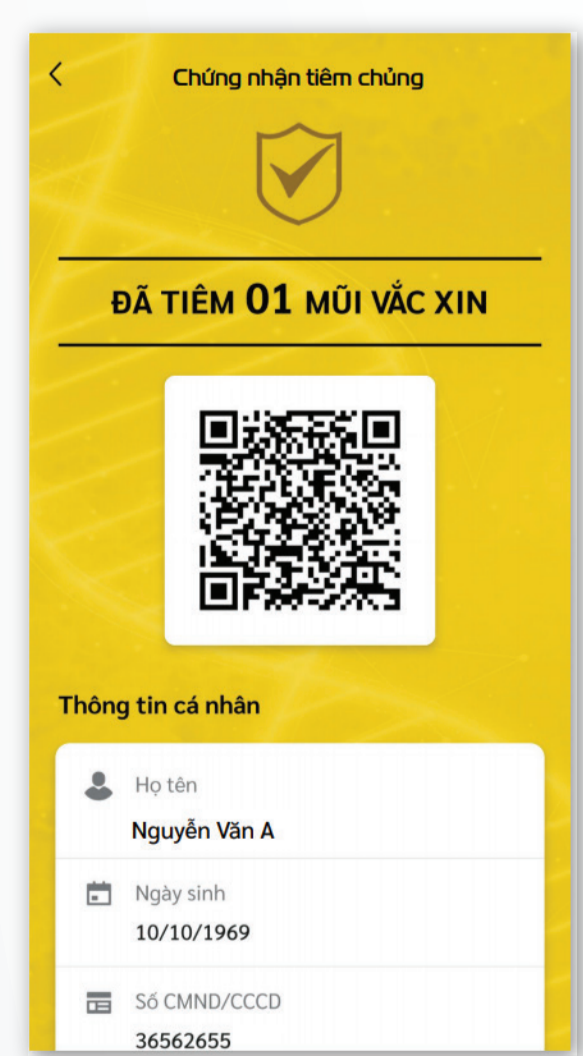 Chứng nhận tiêm chủng
ĐÃ TIÊM 01 MŨI VẮC XIN
Thông tin cá nhân
Họ tên
Nguyễn Văn A
Ngày sinh
10/10/1969
Số CMND/CCCD
36562655